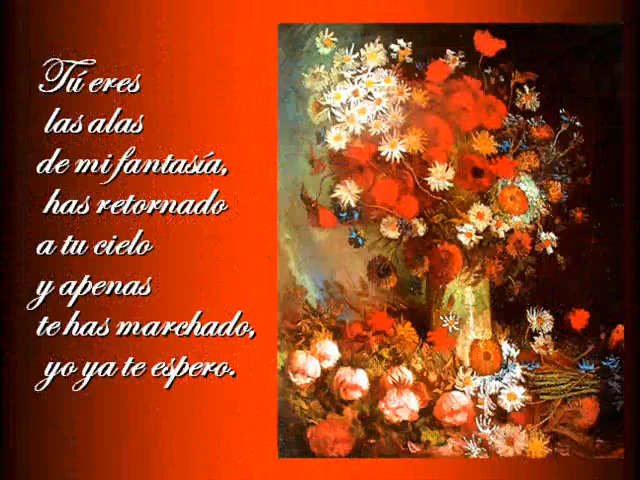 Tú eres
las alas
de mi fantasía,
has retornado
a tu cielo
y apenas
te has marchado,
yo ya te espero.